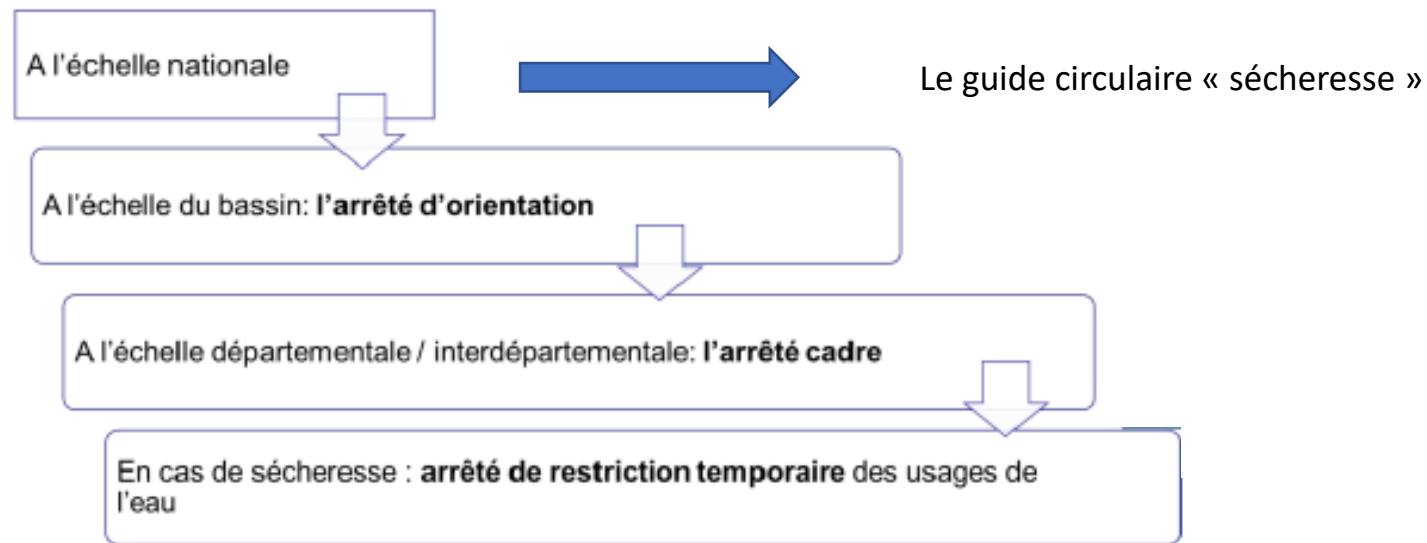 A l'échelle nationale
Le guide circulaire « sécheresse »
A l'échelle du bassin: l'arrêté d'orientation
A l'échelle départementale / interdépartementale: l'arrêté cadre
En cas de sécheresse : arrêté de restriction temporaire des usages de
l'eau